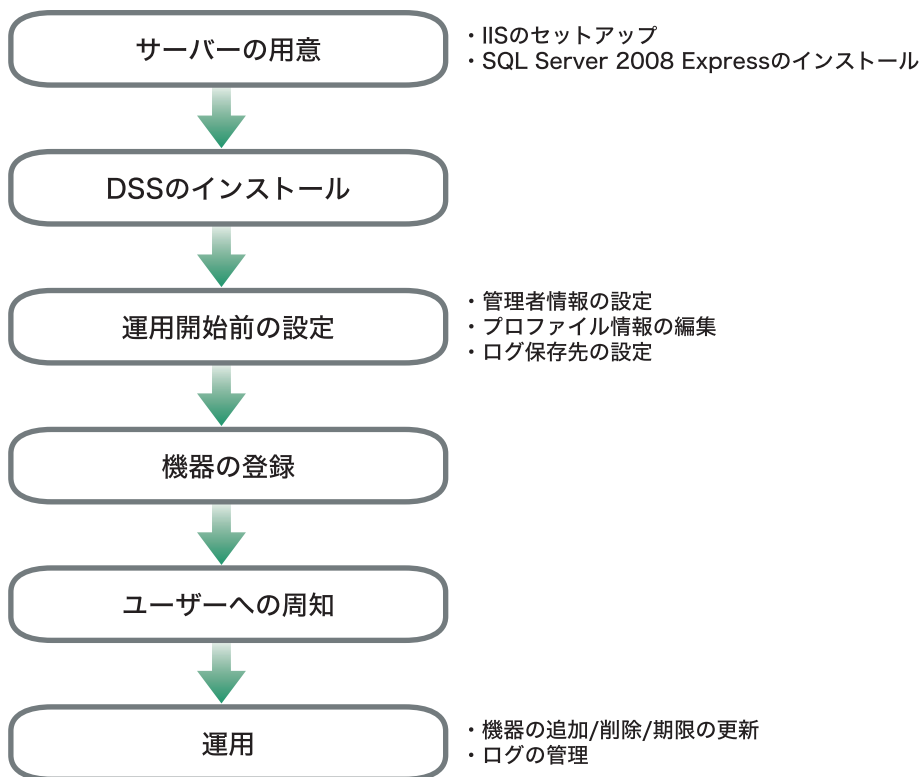 サーバーの用意
・IISのセットアップ
・SQL Server 2008 Expressのインストール
DSSのインストール
運用開始前の設定
・管理者情報の設定
・プロファイル情報の編集
・ログ保存先の設定
機器の登録
ユーザーへの周知
運用
・機器の追加/削除/期限の更新
・ログの管理